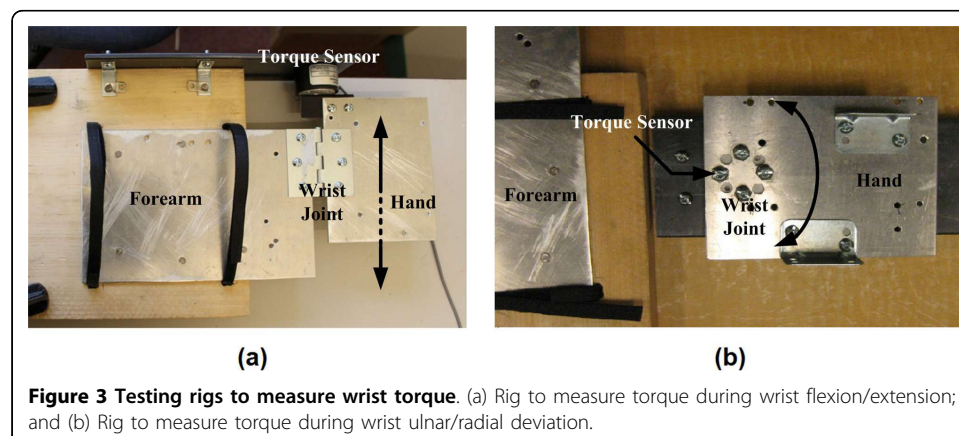 Torque Sensor
Forearm
Wrist
Joint
Hand
(a)
Torque Sensor
Forearm
Wrist
Joint
Hand
(b)
Figure 3 Testing rigs to measure wrist torque. (a) Rig to measure torque during wrist flexion/extension;
and (b) Rig to measure torque during wrist ulnar/radial deviation.